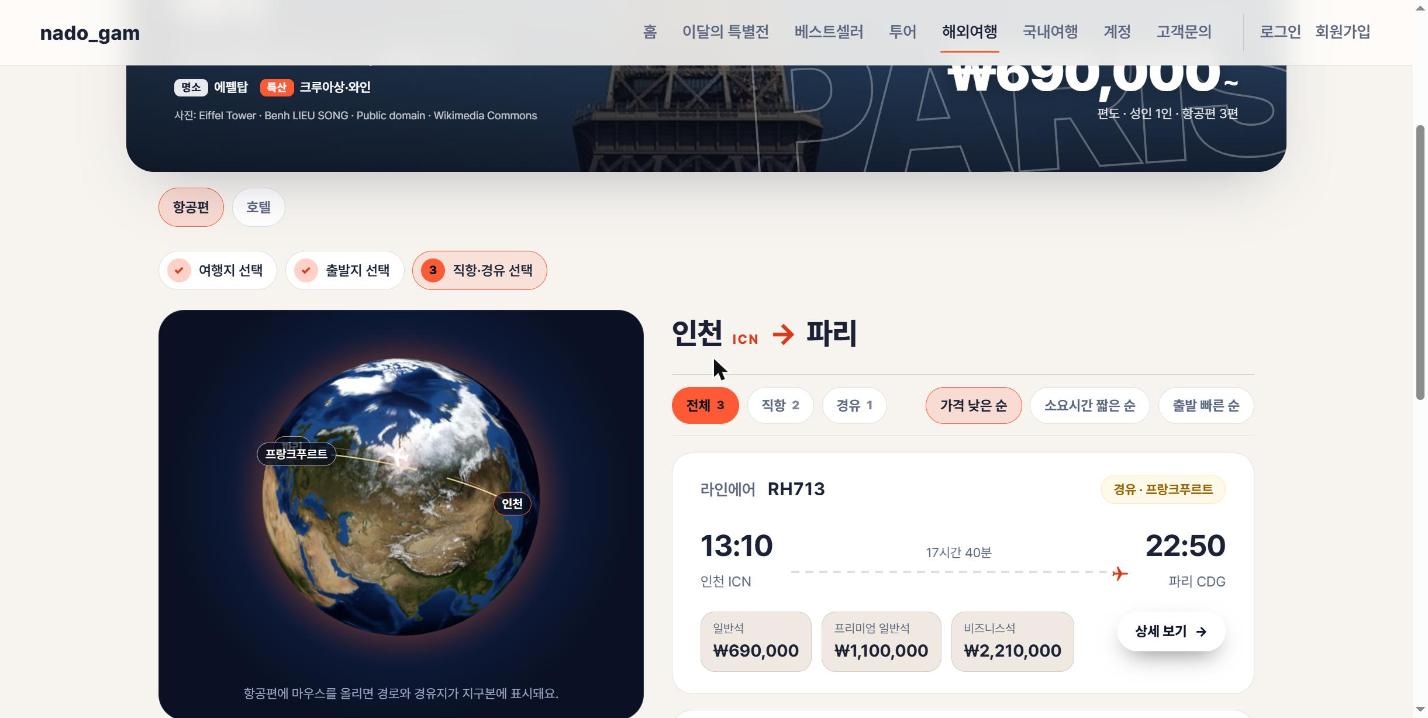 nado_gam
홈 이달의 특별전 베스트셀러 투어 해외여행 국내여행 계정 고객문의 로그인 회원가입
명소 에펠탑 특산 크루아상·와인
사진: Eiffel Tower · Benh LIEU SONG · Public domain · Wikimedia Commons
PARIS
₩690,000~
편도 · 성인 1인 · 항공편 3편
항공편 호텔
여행지 선택 출발지 선택 3 직항·경유 선택
파리
프랑크푸르트
인천
항공편에 마우스를 올리면 경로와 경유지가 지구본에 표시돼요.
인천 ICN → 파리
전체 3 직항 2 경유 1 가격 낮은 순 소요시간 짧은 순 출발 빠른 순
라인에어 RH713 경유 · 프랑크푸르트
13:10 22:50
17시간 40분
인천 ICN 파리 CDG
일반석 프리미엄 일반석 비즈니스석
₩690,000 ₩1,100,000 ₩2,210,000
상세 보기 →